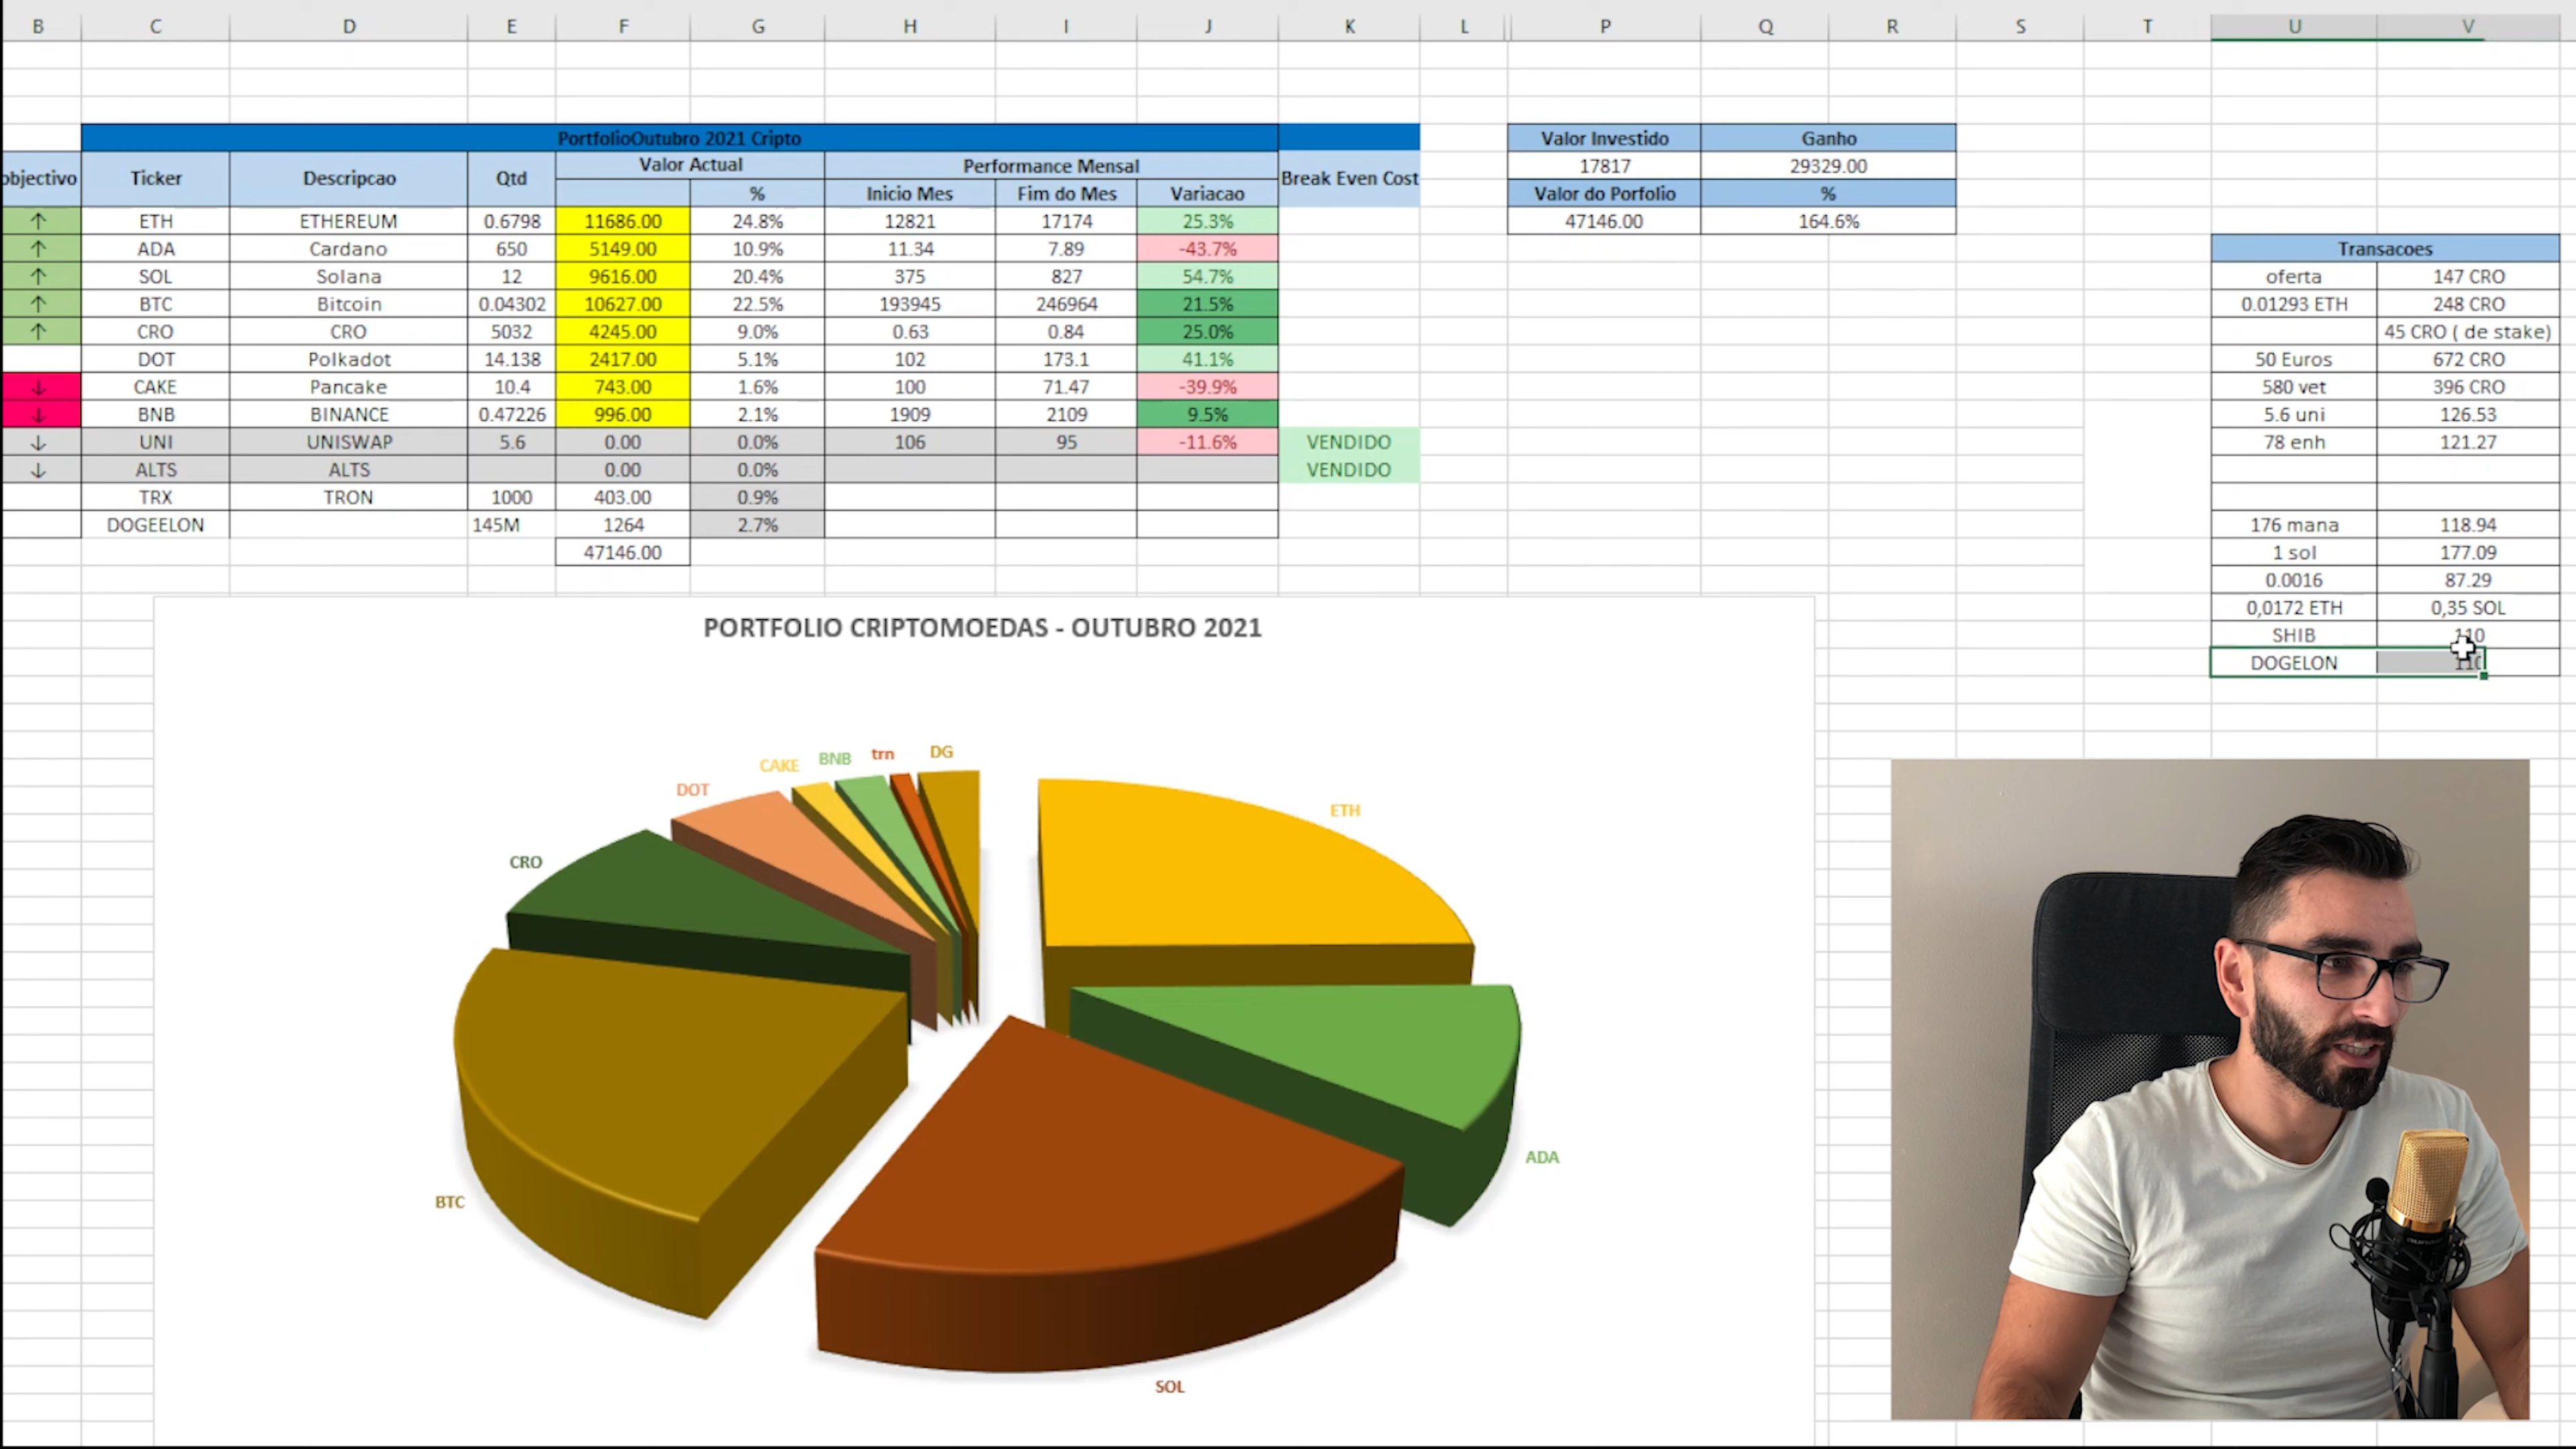 B C D E F G H I J K L P Q R S T U V
PortfolioOutubro 2021 Cripto
objectivo Ticker Descripcao Qtd Valor Actual Performance Mensal Break Even Cost
% Inicio Mes Fim do Mes Variacao
↑ ETH ETHEREUM 0.6798 11686.00 24.8% 12821 17174 25.3%
↑ ADA Cardano 650 5149.00 10.9% 11.34 7.89 -43.7%
↑ SOL Solana 12 9616.00 20.4% 375 827 54.7%
↑ BTC Bitcoin 0.04302 10627.00 22.5% 193945 246964 21.5%
↑ CRO CRO 5032 4245.00 9.0% 0.63 0.84 25.0%
DOT Polkadot 14.138 2417.00 5.1% 102 173.1 41.1%
↓ CAKE Pancake 10.4 743.00 1.6% 100 71.47 -39.9%
↓ BNB BINANCE 0.47226 996.00 2.1% 1909 2109 9.5%
↓ UNI UNISWAP 5.6 0.00 0.0% 106 95 -11.6% VENDIDO
↓ ALTS ALTS 0.00 0.0% VENDIDO
TRX TRON 1000 403.00 0.9%
DOGEELON 145M 1264 2.7%
47146.00
Valor Investido Ganho
17817 29329.00
Valor do Porfolio %
47146.00 164.6%
Transacoes
oferta 147 CRO
0.01293 ETH 248 CRO
45 CRO ( de stake)
50 Euros 672 CRO
580 vet 396 CRO
5.6 uni 126.53
78 enh 121.27
176 mana 118.94
1 sol 177.09
0.0016 87.29
0,0172 ETH 0,35 SOL
SHIB 110
DOGELON 110
PORTFOLIO CRIPTOMOEDAS - OUTUBRO 2021
DG
trn
BNB
CAKE
DOT
ETH
CRO
ADA
BTC
SOL